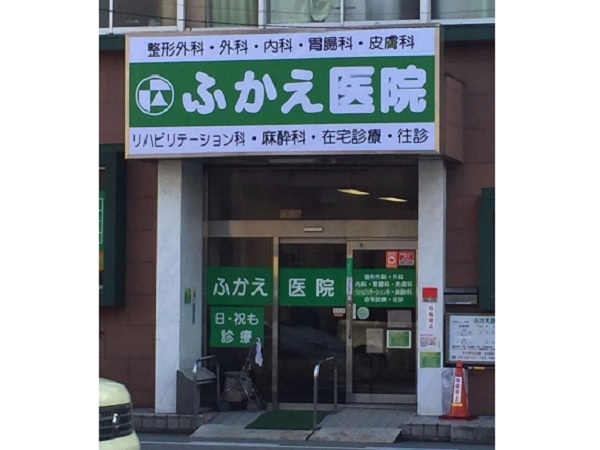 整形外科・外科・内科・胃腸科・皮膚科
ふかえ医院
リハビリテーション科・麻酔科・在宅診療・往診
ふかえ 医院
日・祝も
診療
整形外科・外科
内科・胃腸科・皮膚科
リハビリテーション科・麻酔科
在宅診療・往診